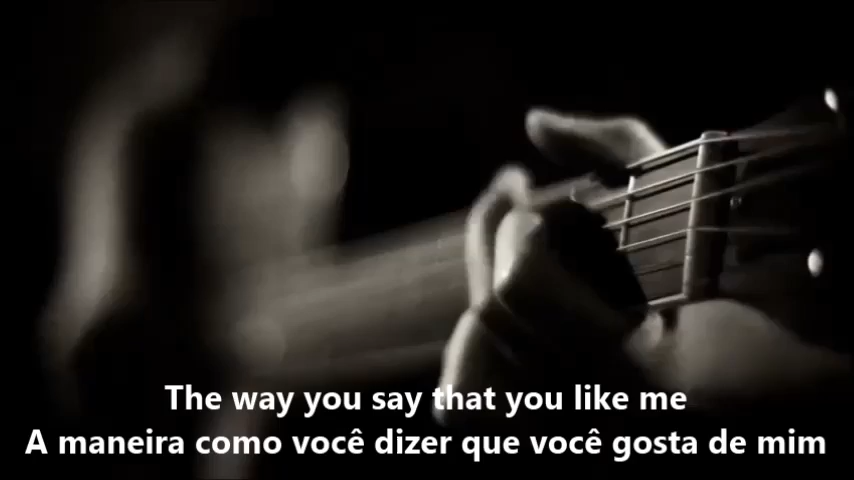 The way you say that you like me
A maneira como você dizer que você gosta de mim